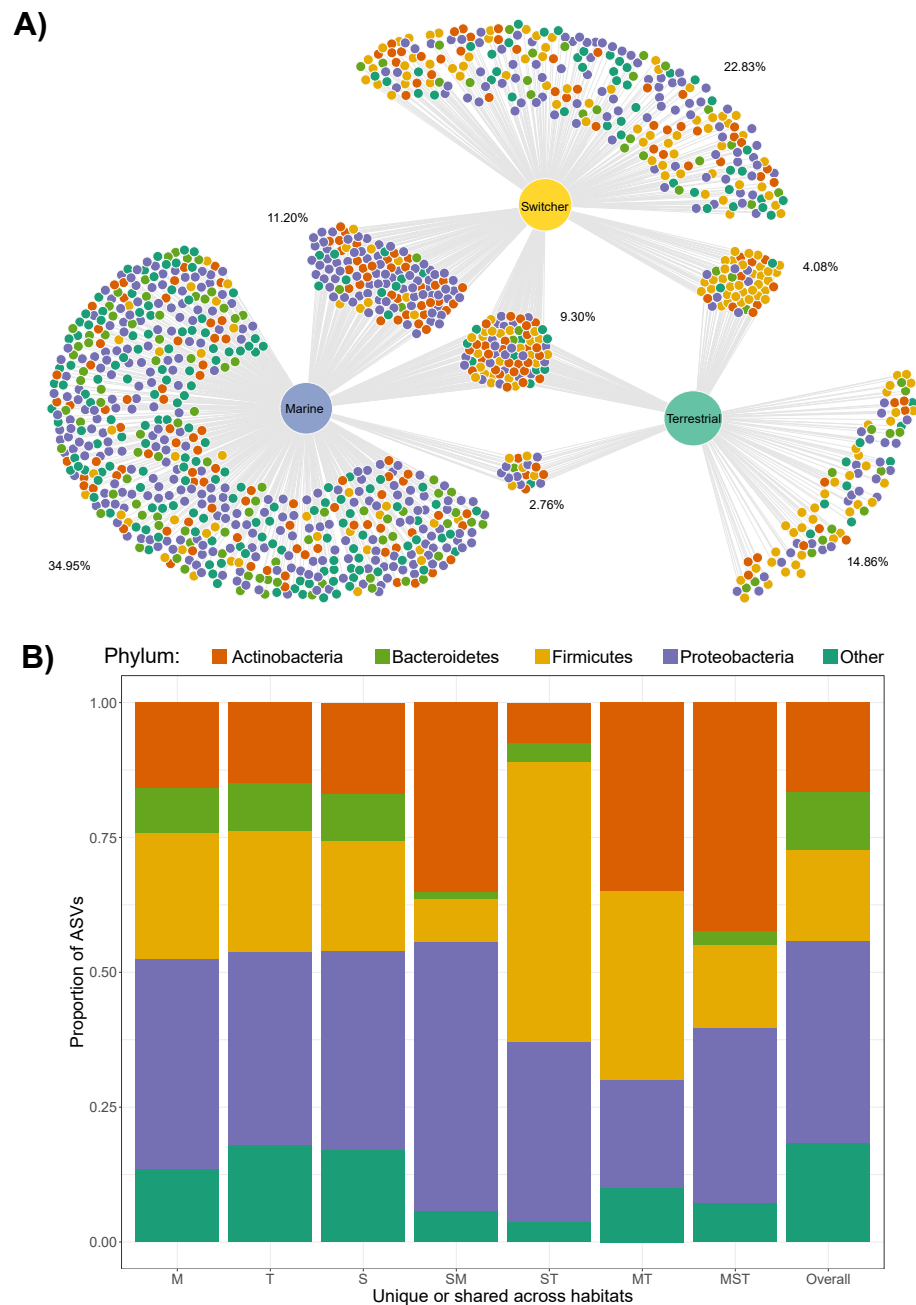 A)
22.83%
Switcher
11.20%
4.08%
9.30%
Marine
Terrestrial
2.76%
34.95%
14.86%
B)
Phylum: Actinobacteria Bacteroidetes Firmicutes Proteobacteria Other
1.00
0.75
0.50
0.25
0.00
Proportion of ASVs
M T S SM ST MT MST Overall
Unique or shared across habitats